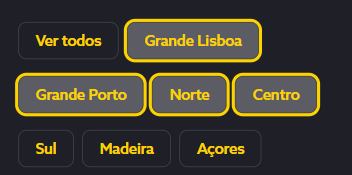 Ver todos Grande Lisboa
Grande Porto Norte Centro
Sul Madeira Açores